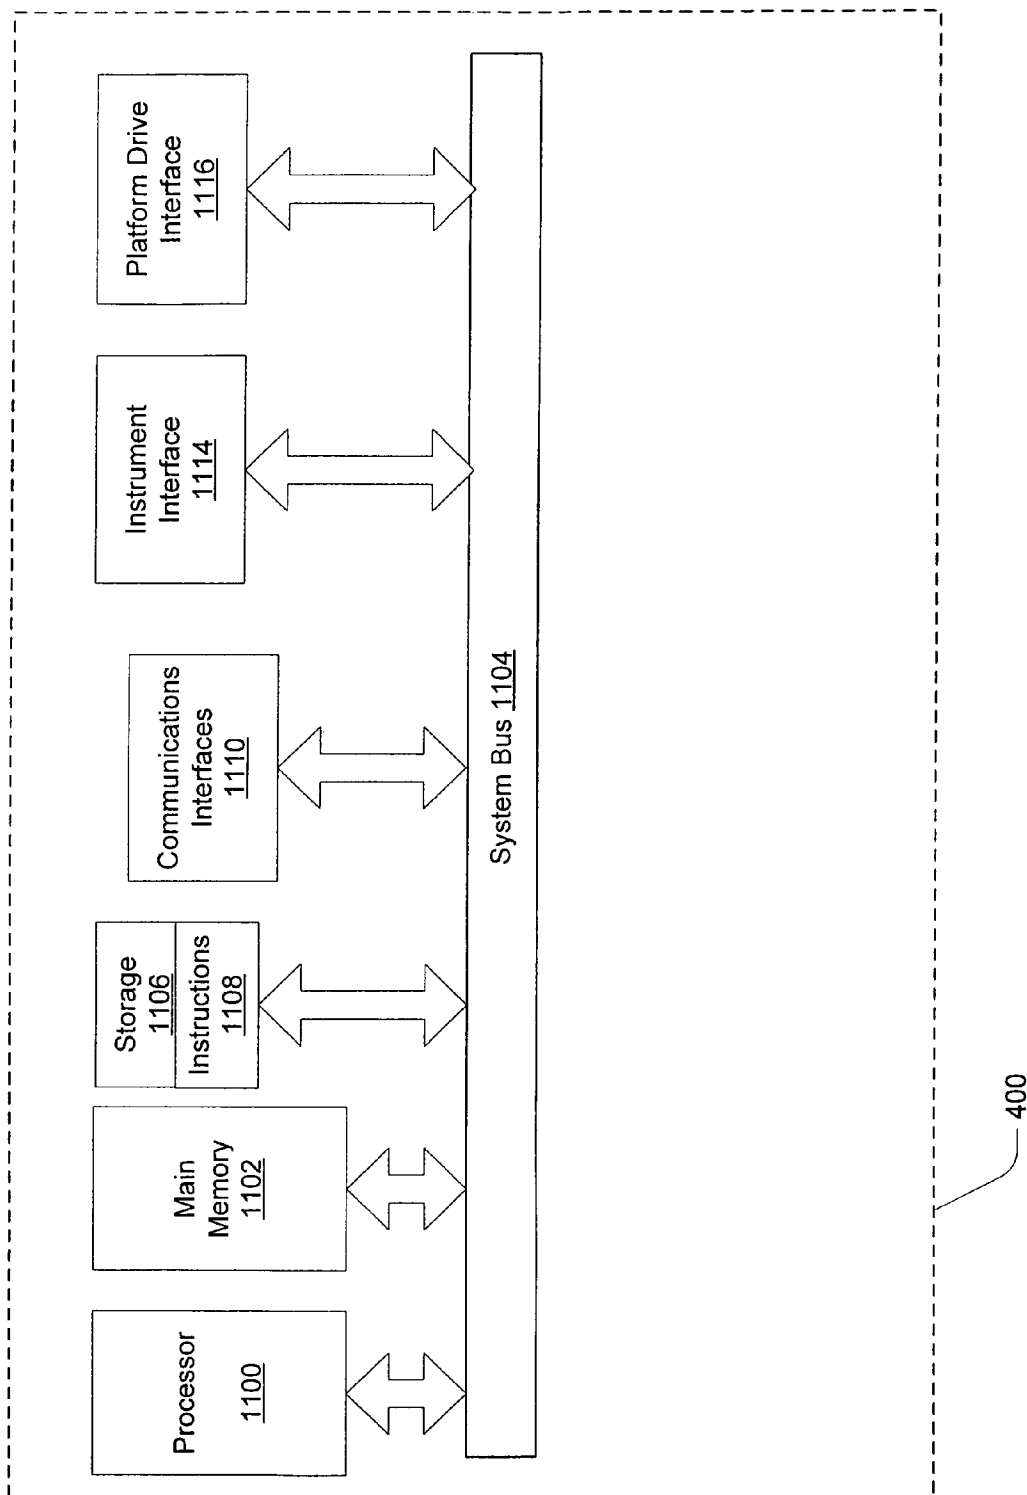 Processor
1100
Main
Memory
1102
Storage
1106
Instructions
1108
Communications
Interfaces
1110
Instrument
Interface
1114
Platform Drive
Interface
1116
System Bus 1104
400